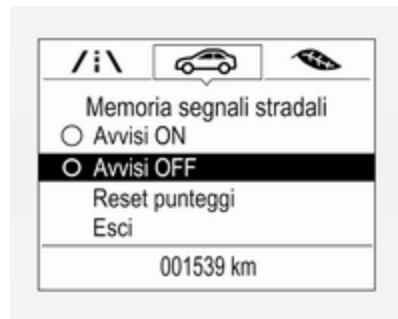 Memoria segnali stradali
Avvisi ON
Avvisi OFF
Reset punteggi
Esci
001539 km